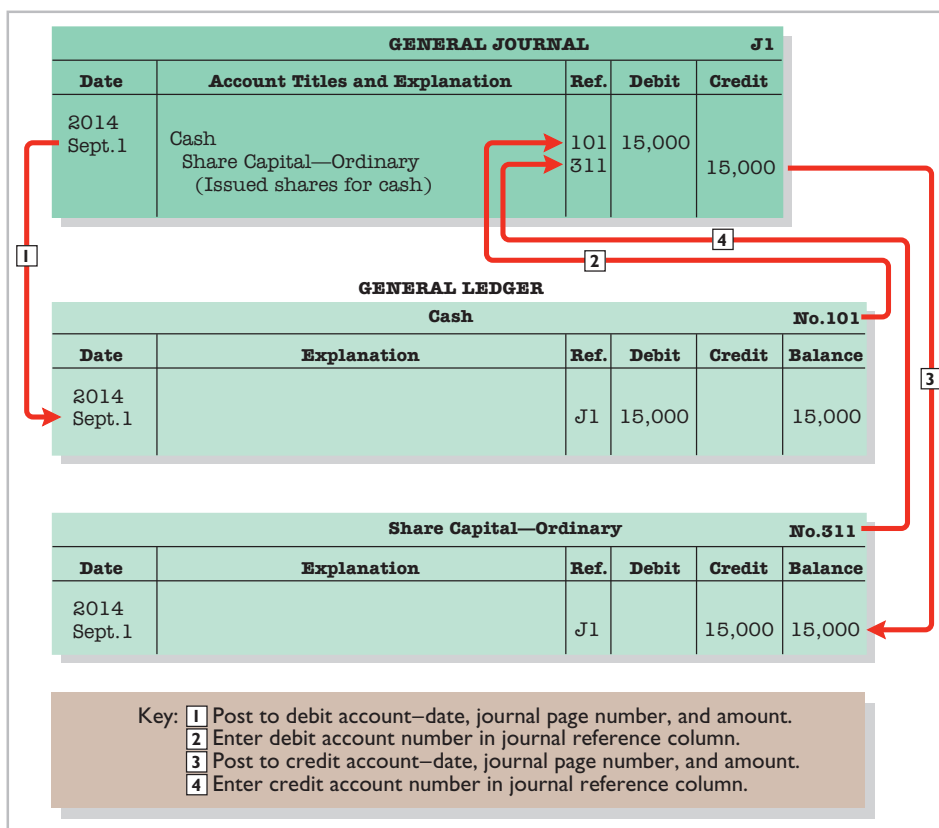 GENERAL JOURNAL J1
Date Account Titles and Explanation Ref. Debit Credit
2014
Sept.1 Cash 101 15,000
Share Capital—Ordinary 311 15,000
(Issued shares for cash)
4
1
2
GENERAL LEDGER
Cash No.101
Date Explanation Ref. Debit Credit Balance
3
2014
Sept.1 J1 15,000 15,000
Share Capital—Ordinary No.311
Date Explanation Ref. Debit Credit Balance
2014
Sept.1 J1 15,000 15,000
Key: 1 Post to debit account–date, journal page number, and amount.
2 Enter debit account number in journal reference column.
3 Post to credit account–date, journal page number, and amount.
4 Enter credit account number in journal reference column.